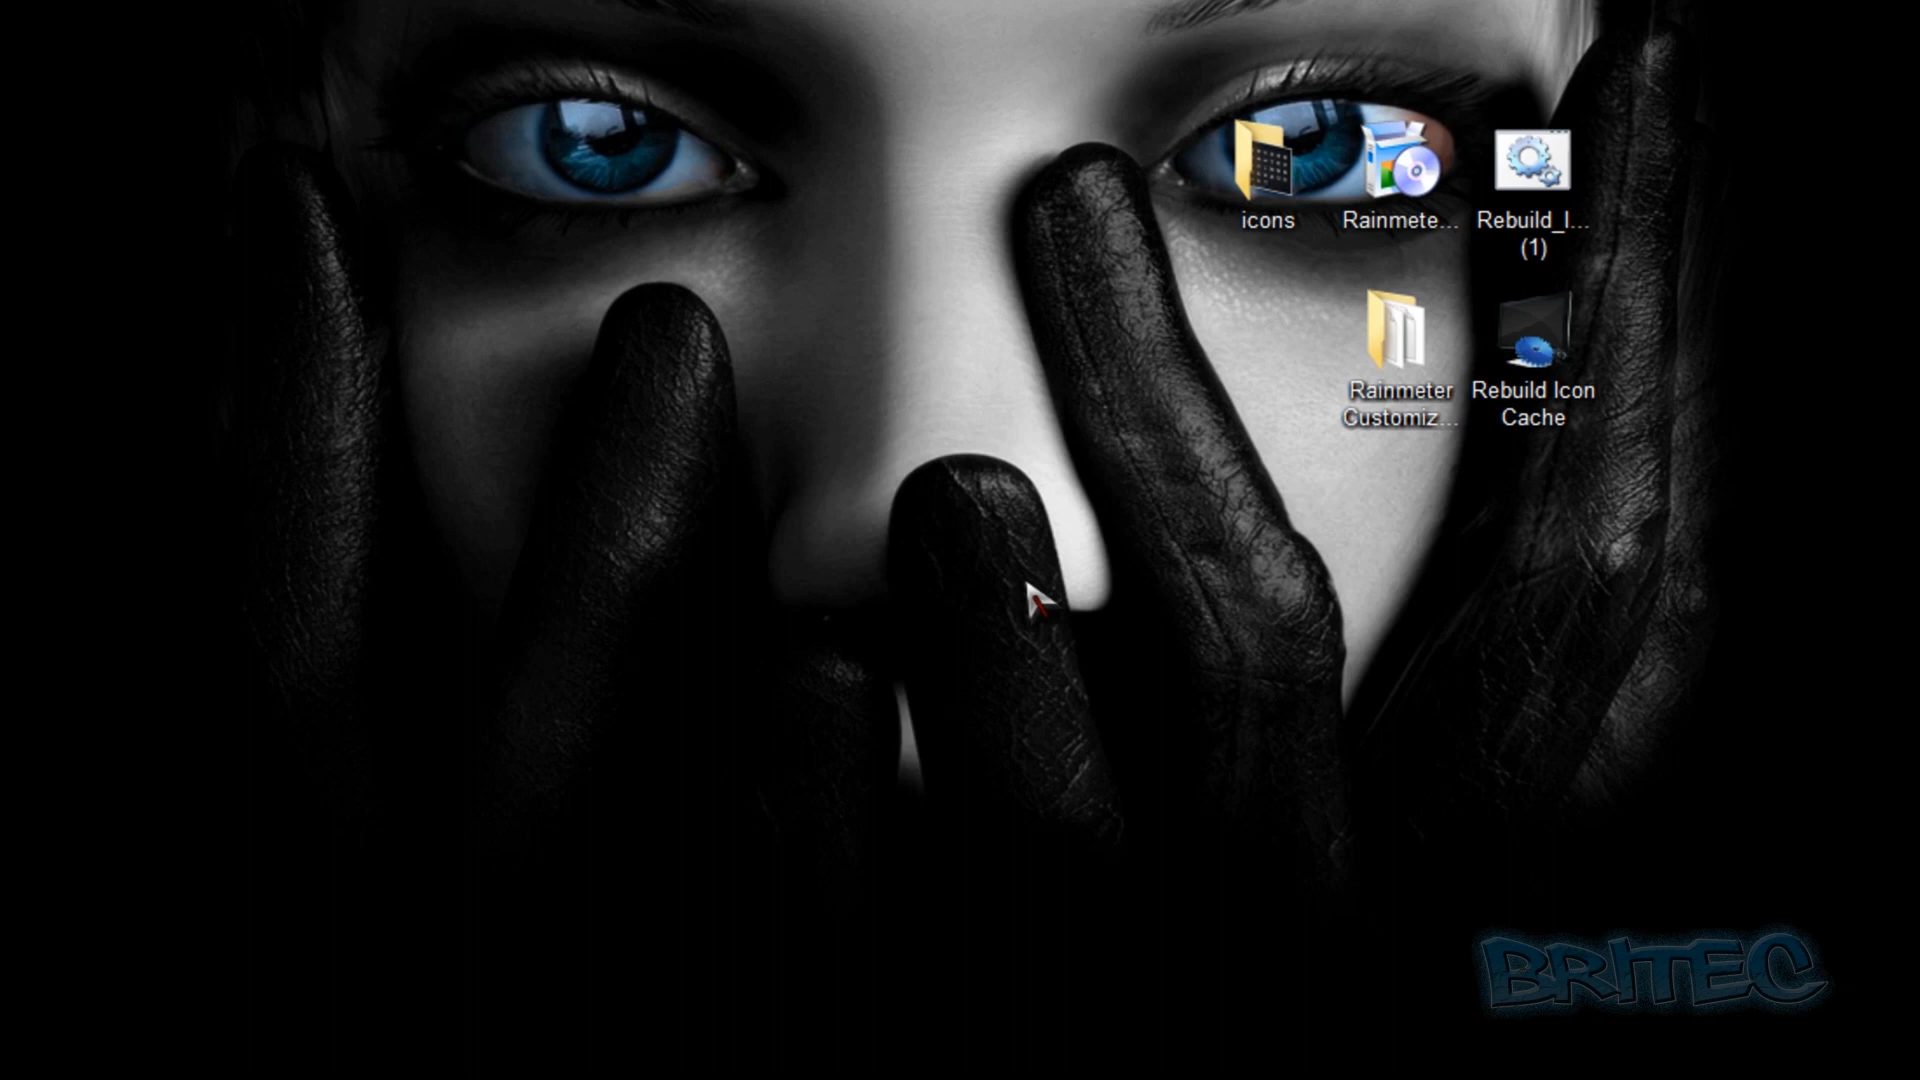 icons
Rainmete...
Rebuild_I...
(1)
Rainmeter
Customiz...
Rebuild Icon
Cache
BRITEC